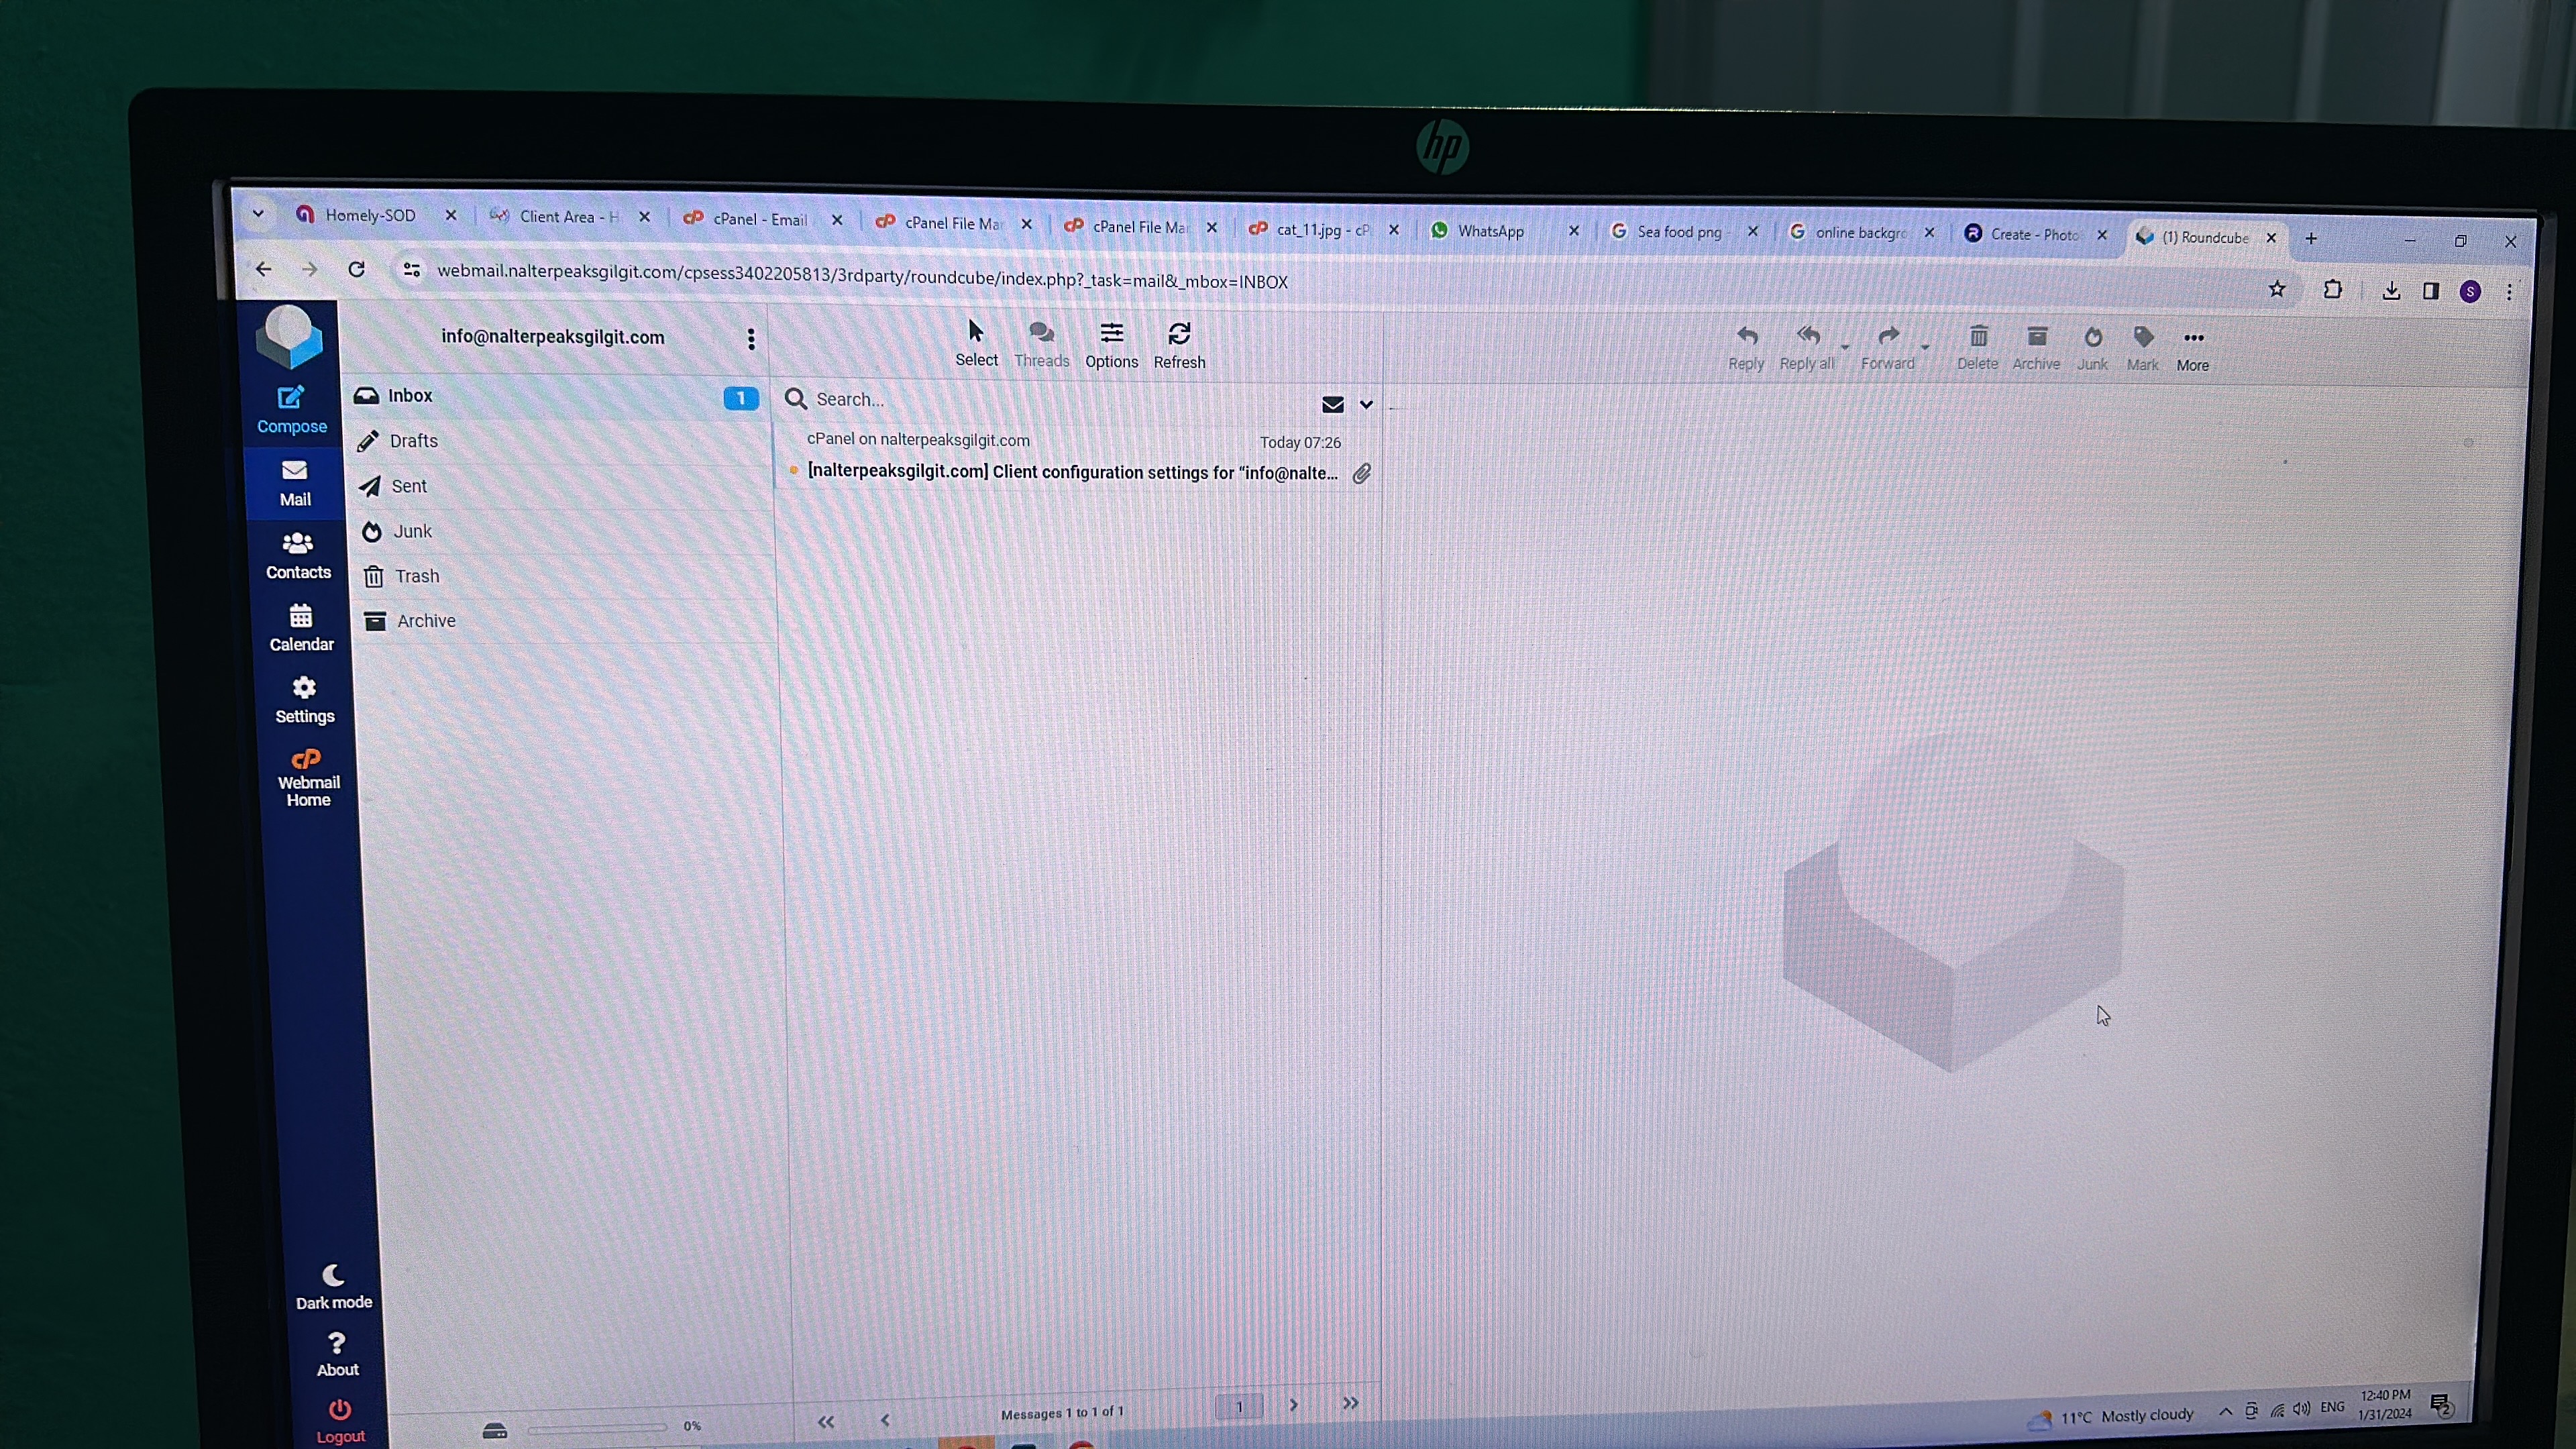 hp
Homely-SOD
Client Area - H
cPanel - Email
cPanel File Mar
cPanel File Mar
cat_11.jpg - cP
WhatsApp
Sea food png
online backgro
Create - Photo
(1) Roundcube
webmail.nalterpeaksgilgit.com/cpsess3402205813/3rdparty/roundcube/index.php?_task=mail&_mbox=INBOX
S
info@nalterpeaksgilgit.com
Select
Threads
Options
Refresh
Reply
Reply all
Forward
Delete
Archive
Junk
Mark
More
Compose
Mail
Contacts
Calendar
Settings
cP
Webmail
Home
Inbox
1
Drafts
Sent
Junk
Trash
Archive
Search...
cPanel on nalterpeaksgilgit.com
Today 07:26
[nalterpeaksgilgit.com] Client configuration settings for “info@nalte...
Dark mode
About
Logout
0%
Messages 1 to 1 of 1
1
11°C Mostly cloudy
ENG
12:40 PM
1/31/2024
2